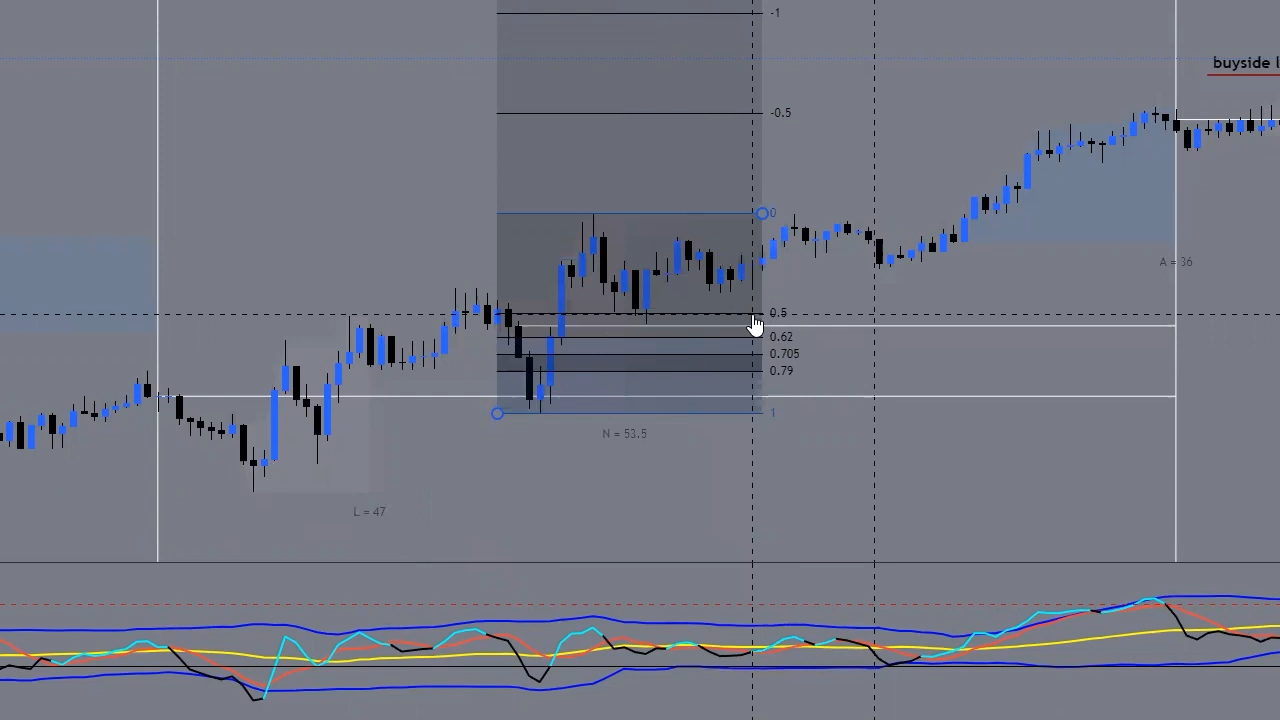 -1
buyside l
-0.5
0
A = 36
0.5
0.62
0.705
0.79
1
N = 53.5
L = 47